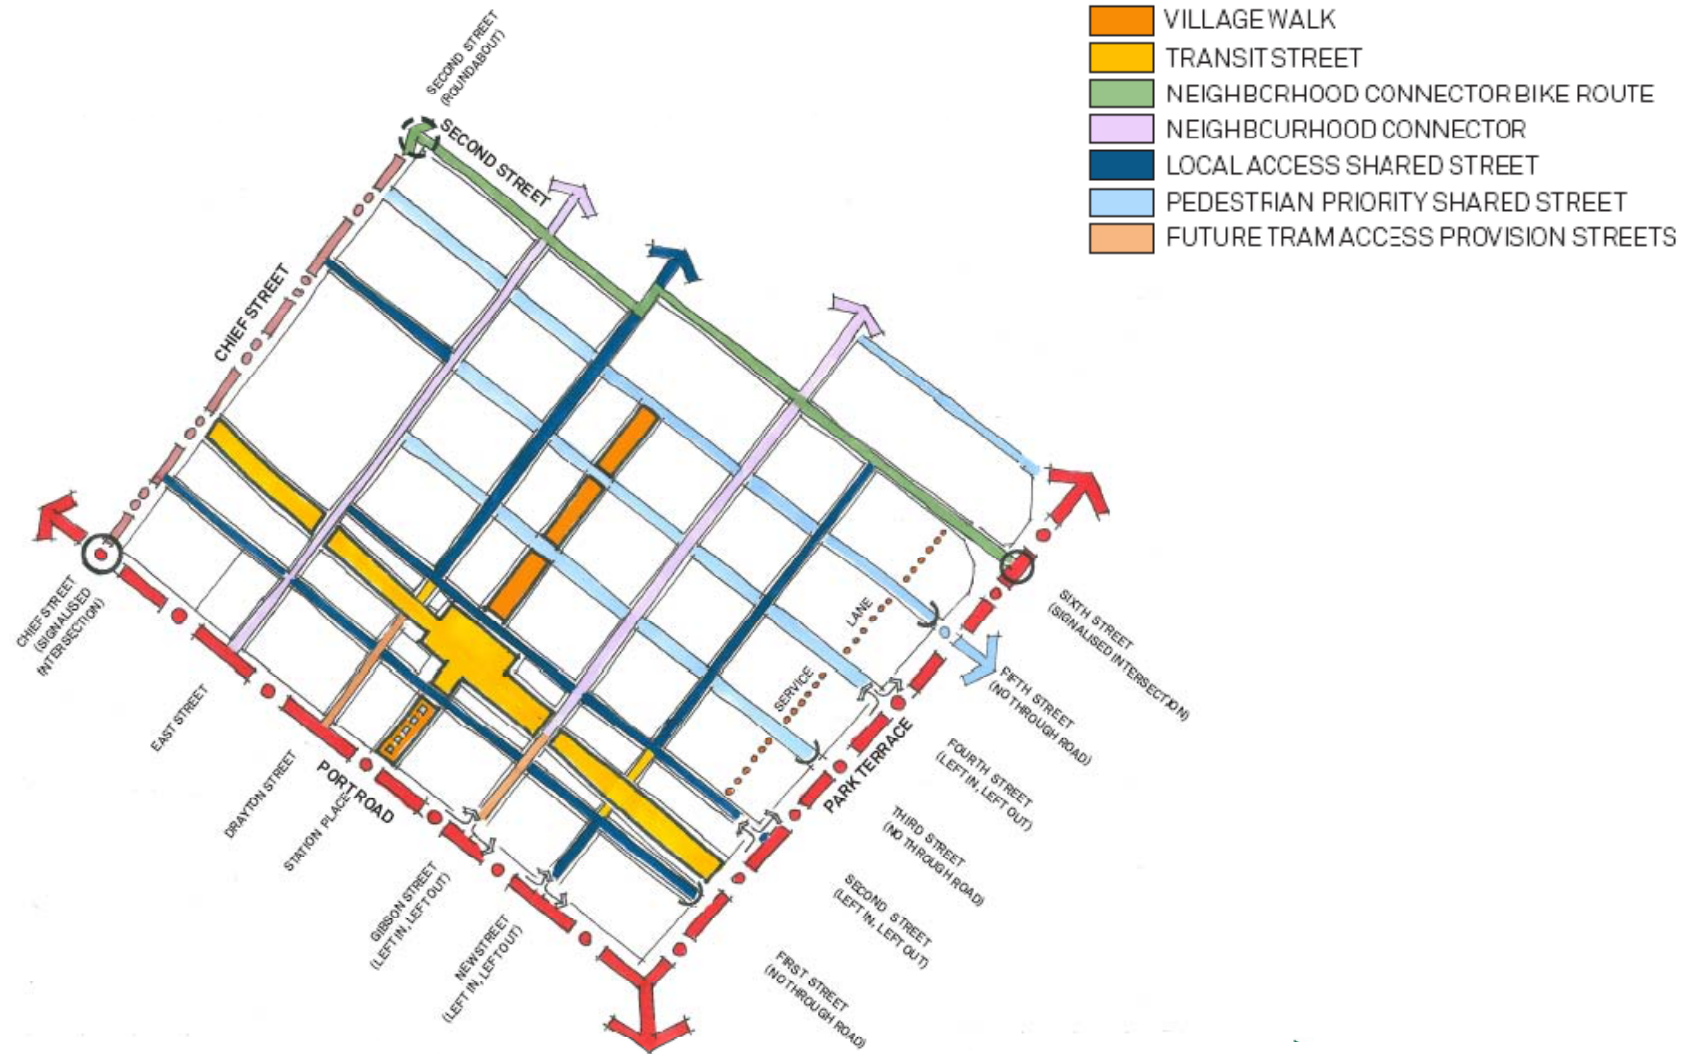 VILLAGE WALK
TRANSIT STREET
NEIGHBORHOOD CONNECTOR BIKE ROUTE
NEIGHBOURHOOD CONNECTOR
LOCAL ACCESS SHARED STREET
PEDESTRIAN PRIORITY SHARED STREET
FUTURE TRAM ACCESS PROVISION STREETS
SECOND STREET
(ROUNDABOUT)
SECOND STREET
CHIEF STREET
CHIEF STREET
(SIGNALISED
INTERSECTION)
EAST STREET
DRAYTON STREET
STATION PLACE
PORT ROAD
GIBSON STREET
(LEFT IN, LEFT OUT)
NEW STREET
(LEFT IN, LEFT OUT)
SERVICE
LANE
PARK TERRACE
SIXTH STREET
(SIGNALISED INTERSECTION)
FIFTH STREET
(NO THROUGH ROAD)
FOURTH STREET
(LEFT IN, LEFT OUT)
THIRD STREET
(NO THROUGH ROAD)
SECOND STREET
(LEFT IN, LEFT OUT)
FIRST STREET
(NO THROUGH ROAD)